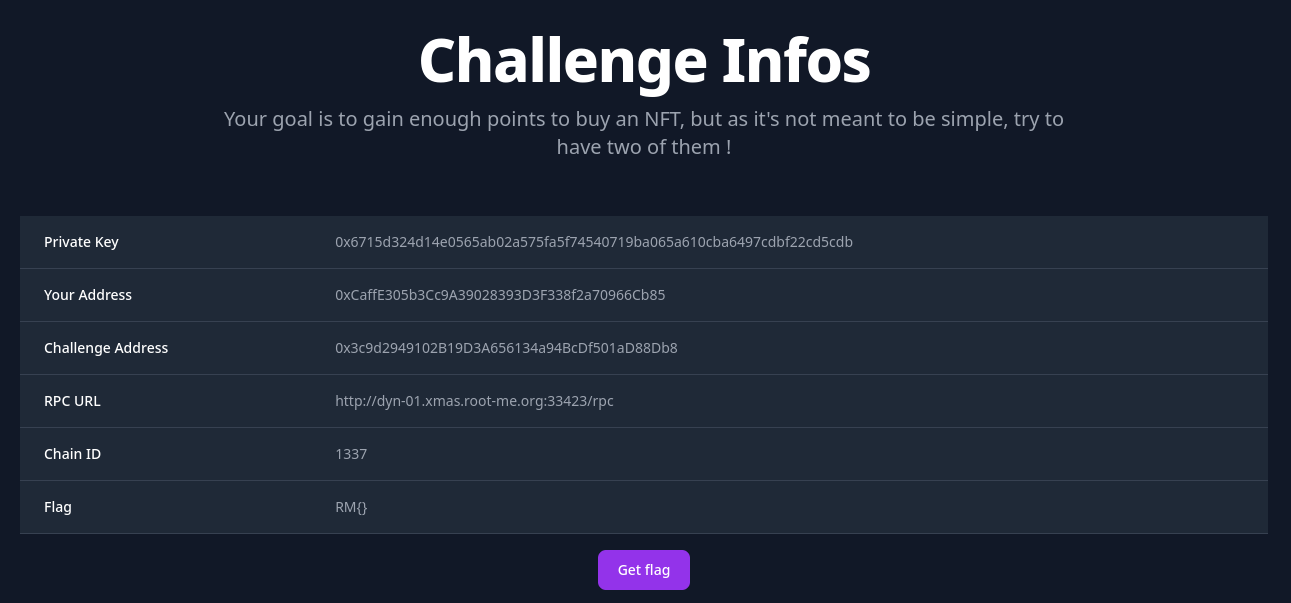 Challenge Infos
Your goal is to gain enough points to buy an NFT, but as it's not meant to be simple, try to
have two of them !
Private Key 0x6715d324d14e0565ab02a575fa5f74540719ba065a610cba6497cdbf22cd5cdb
Your Address 0xCaffE305b3Cc9A39028393D3F338f2a70966Cb85
Challenge Address 0x3c9d2949102B19D3A656134a94BcDf501aD88Db8
RPC URL http://dyn-01.xmas.root-me.org:33423/rpc
Chain ID 1337
Flag RM{}
Get flag